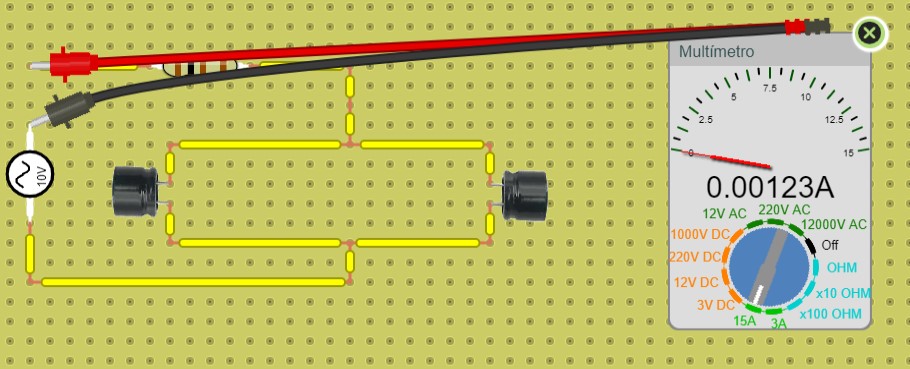 Multímetro
0
2.5
5
7.5
10
12.5
15
0.00123A
12V AC
220V AC
12000V AC
1000V DC
Off
220V DC
OHM
12V DC
x10 OHM
3V DC
x100 OHM
15A
3A
10V